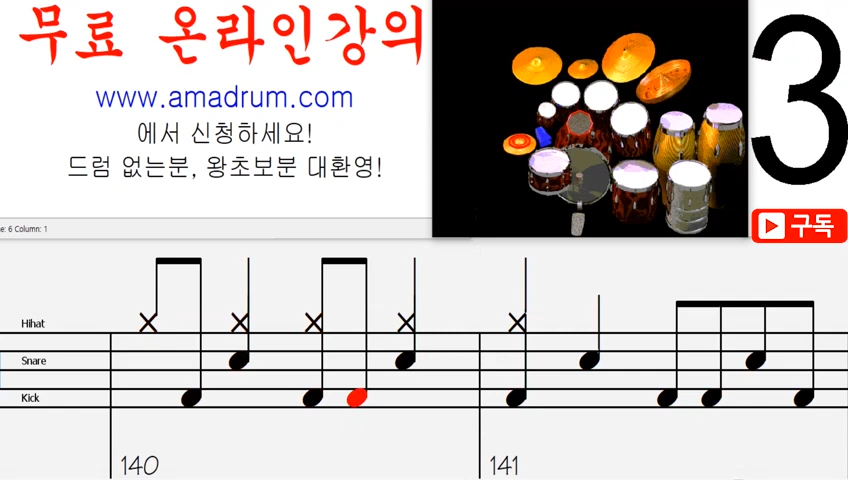 무료 온라인강의
www.amadrum.com
에서 신청하세요!
드럼 없는분, 왕초보분 대환영!
3
구독
e: 6 Column: 1
Hihat
Snare
Kick
140
141